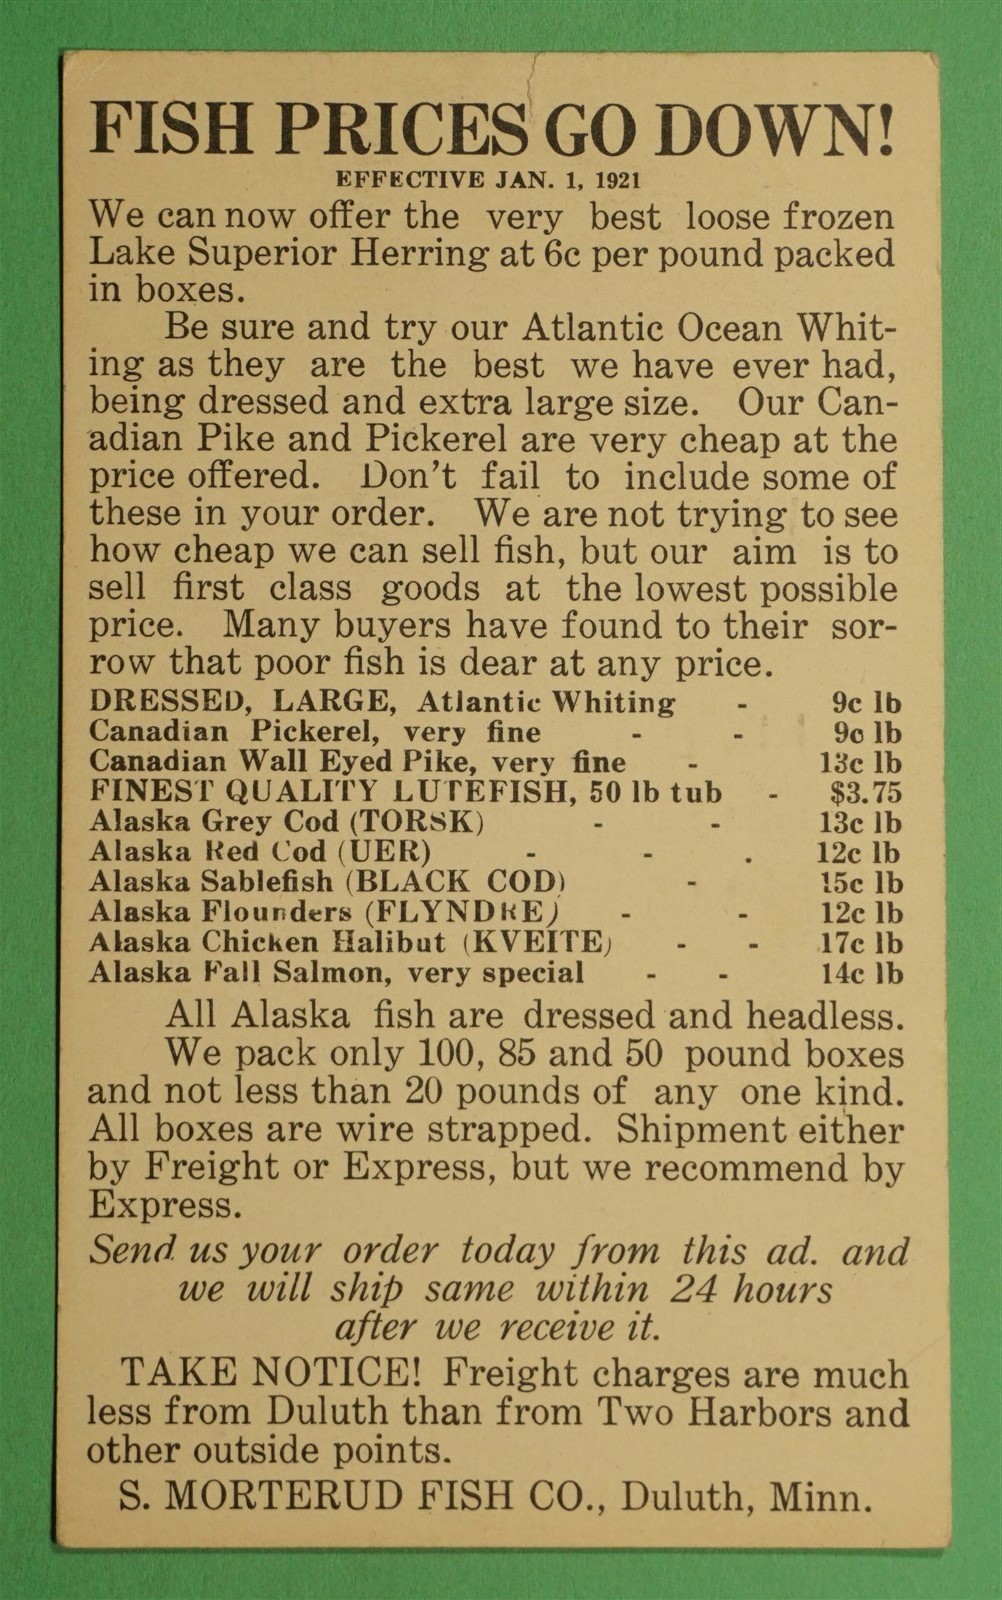 FISH PRICES GO DOWN!
EFFECTIVE JAN. 1, 1921
We can now offer the very best loose frozen
Lake Superior Herring at 6c per pound packed
in boxes.
Be sure and try our Atlantic Ocean Whit-
ing as they are the best we have ever had,
being dressed and extra large size. Our Can-
adian Pike and Pickerel are very cheap at the
price offered. Don't fail to include some of
these in your order. We are not trying to see
how cheap we can sell fish, but our aim is to
sell first class goods at the lowest possible
price. Many buyers have found to their sor-
row that poor fish is dear at any price.
DRESSED, LARGE, Atlantic Whiting - 9c lb
Canadian Pickerel, very fine - - 9c lb
Canadian Wall Eyed Pike, very fine - 13c lb
FINEST QUALITY LUTEFISH, 50 lb tub - $3.75
Alaska Grey Cod (TORSK) - - 13c lb
Alaska Red Cod (UER) - - . 12c lb
Alaska Sablefish (BLACK COD) - 15c lb
Alaska Flounders (FLYNDRE) - - 12c lb
Alaska Chicken Halibut (KVEITE) - - 17c lb
Alaska Fall Salmon, very special - - 14c lb
All Alaska fish are dressed and headless.
We pack only 100, 85 and 50 pound boxes
and not less than 20 pounds of any one kind.
All boxes are wire strapped. Shipment either
by Freight or Express, but we recommend by
Express.
Send us your order today from this ad. and
we will ship same within 24 hours
after we receive it.
TAKE NOTICE! Freight charges are much
less from Duluth than from Two Harbors and
other outside points.
S. MORTERUD FISH CO., Duluth, Minn.